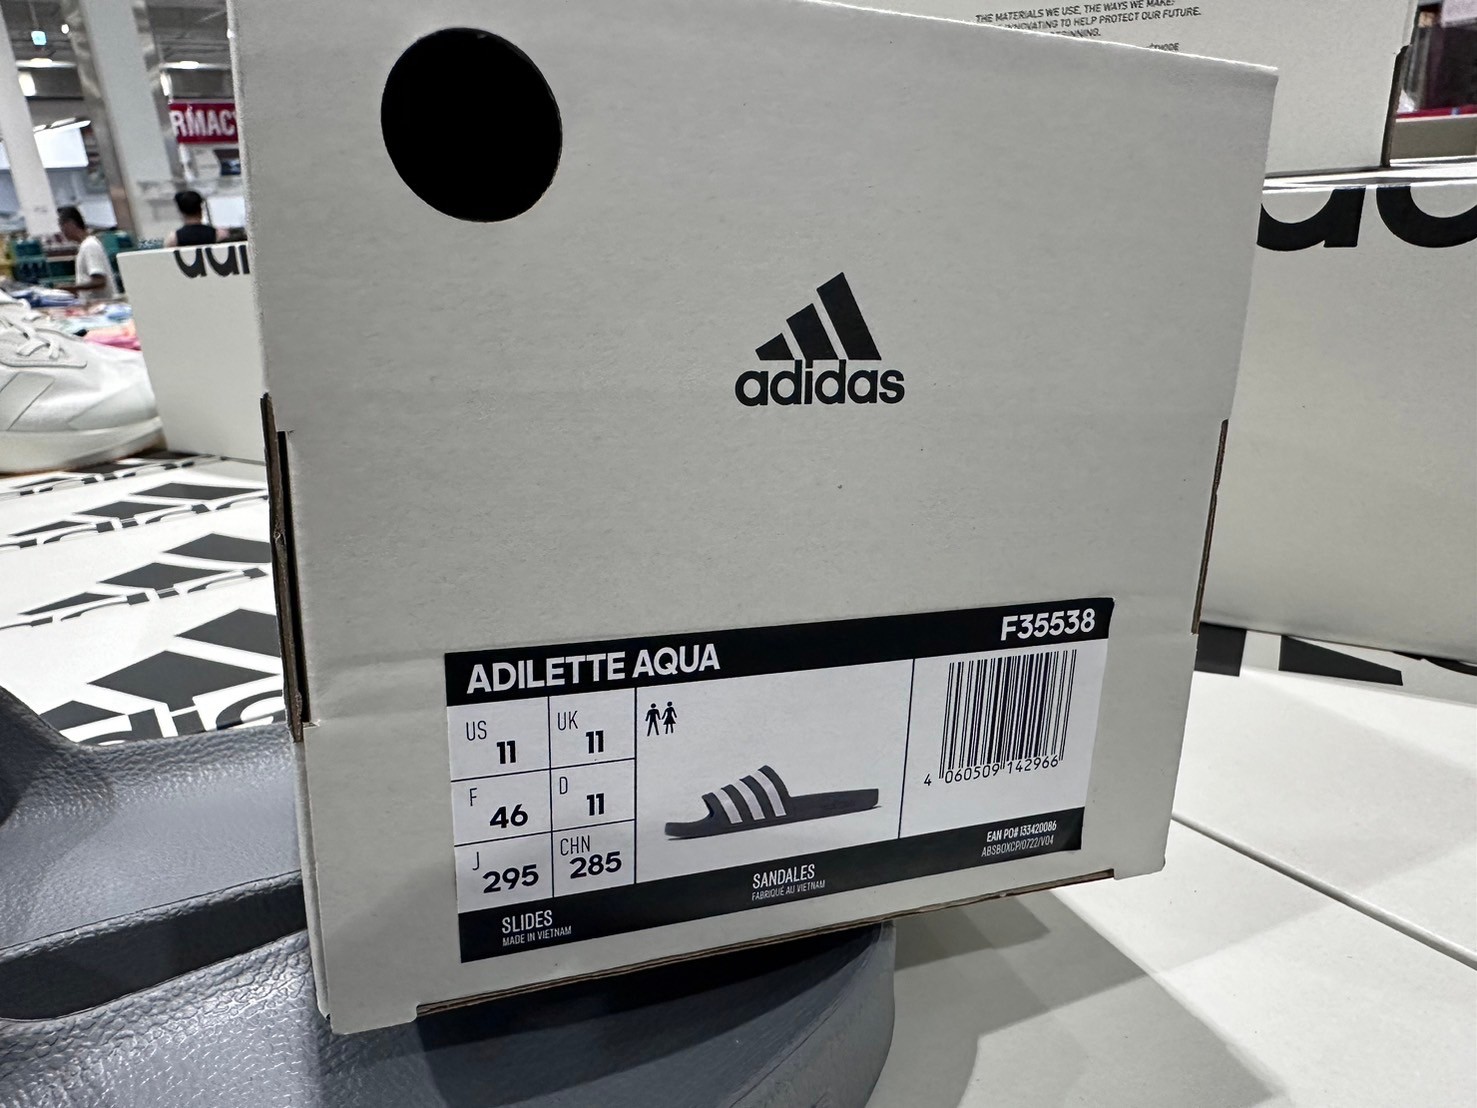 THE MATERIALS WE USE, THE WAYS WE MAKE:
TO HELP PROTECT OUR FUTURE.
adidas
ADILETTE AQUA
F35538
US 11
UK 11
F 46
D 11
J 295
CHN 285
4 060509 142966
EAN PO# 133420086
ABSBOXCP/0722/V04
SANDALES
FABRIQUÉ AU VIETNAM
SLIDES
MADE IN VIETNAM